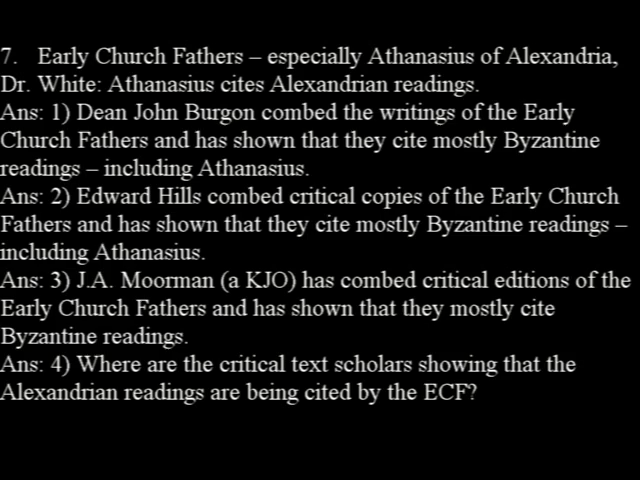 7. Early Church Fathers – especially Athanasius of Alexandria,
Dr. White: Athanasius cites Alexandrian readings.
Ans: 1) Dean John Burgon combed the writings of the Early
Church Fathers and has shown that they cite mostly Byzantine
readings – including Athanasius.
Ans: 2) Edward Hills combed critical copies of the Early Church
Fathers and has shown that they cite mostly Byzantine readings –
including Athanasius.
Ans: 3) J.A. Moorman (a KJO) has combed critical editions of the
Early Church Fathers and has shown that they mostly cite
Byzantine readings.
Ans: 4) Where are the critical text scholars showing that the
Alexandrian readings are being cited by the ECF?